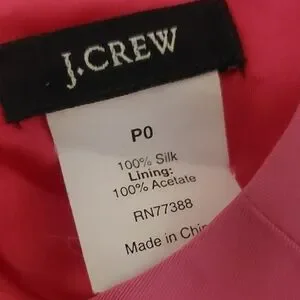 J.CREW
P0
100% Silk
Lining:
100% Acetate
RN77388
Made in